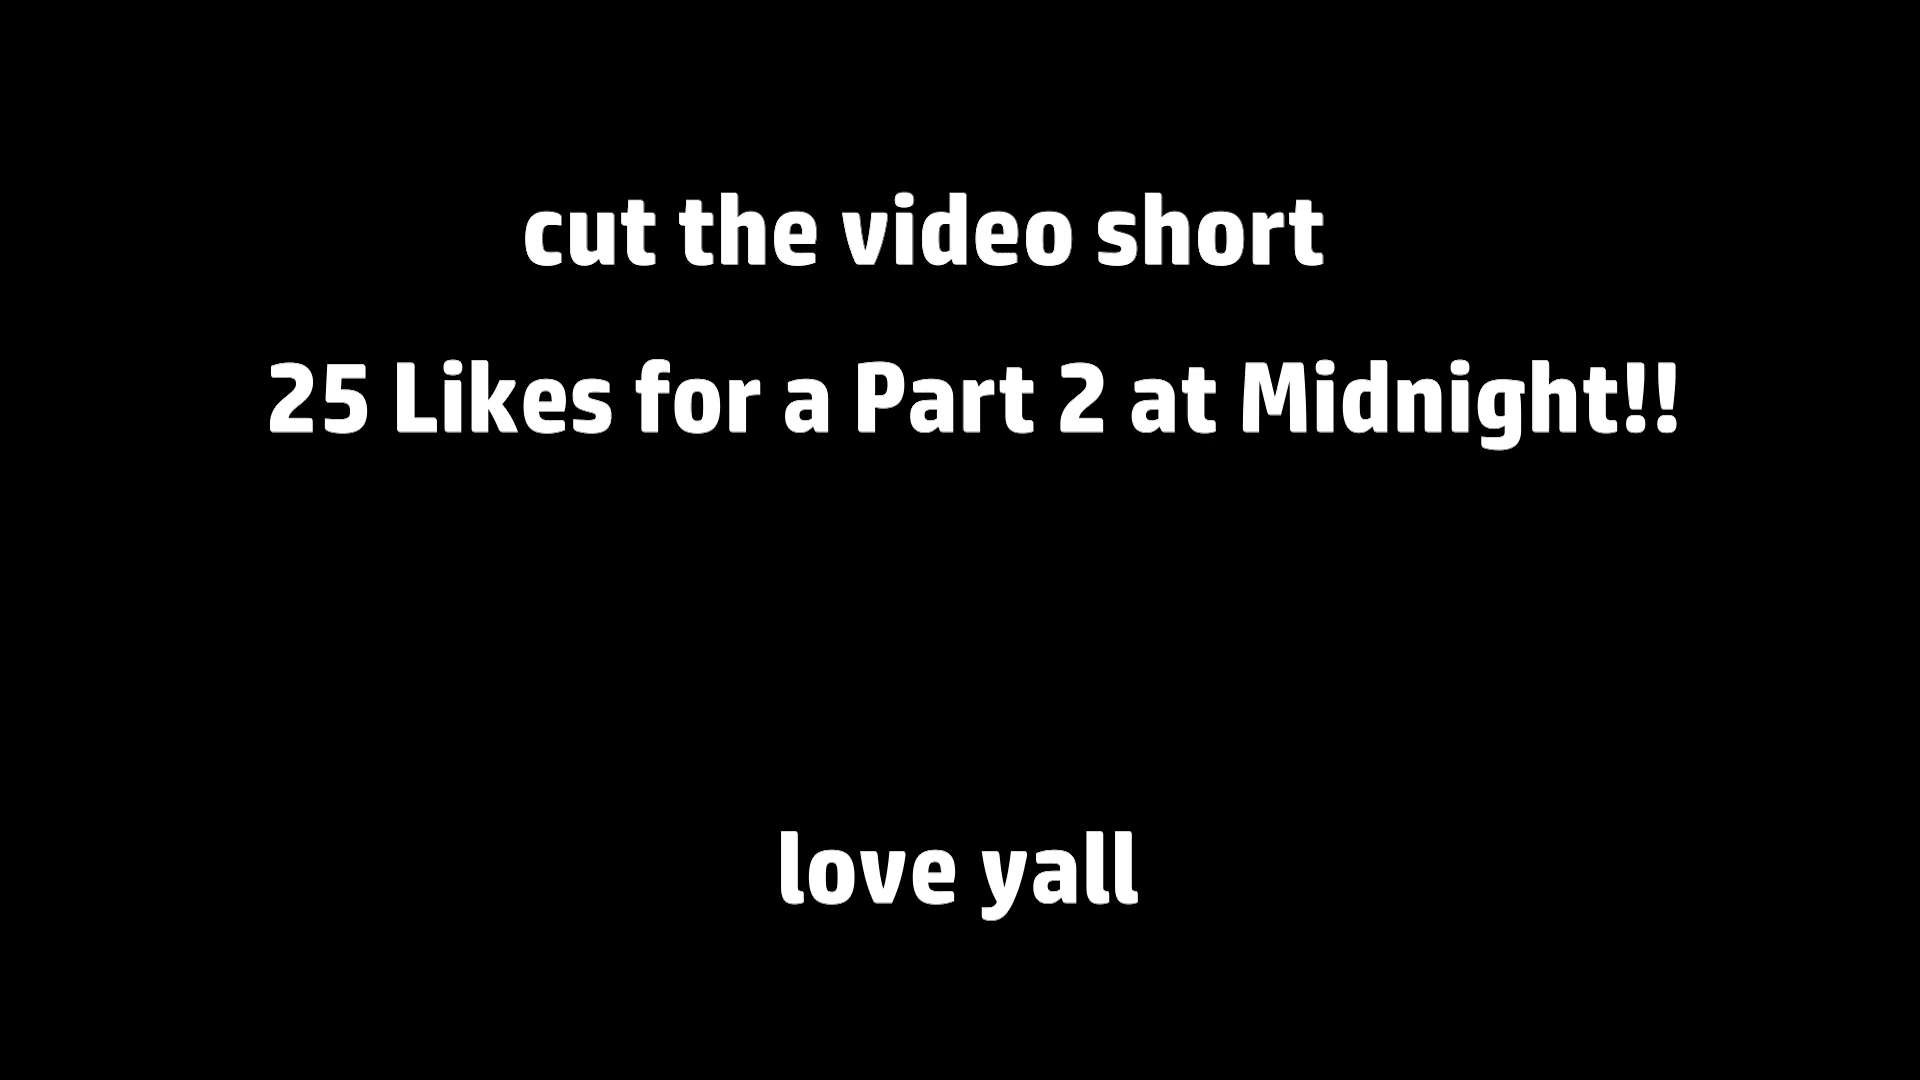 cut the video short
25 Likes for a Part 2 at Midnight!!
love yall